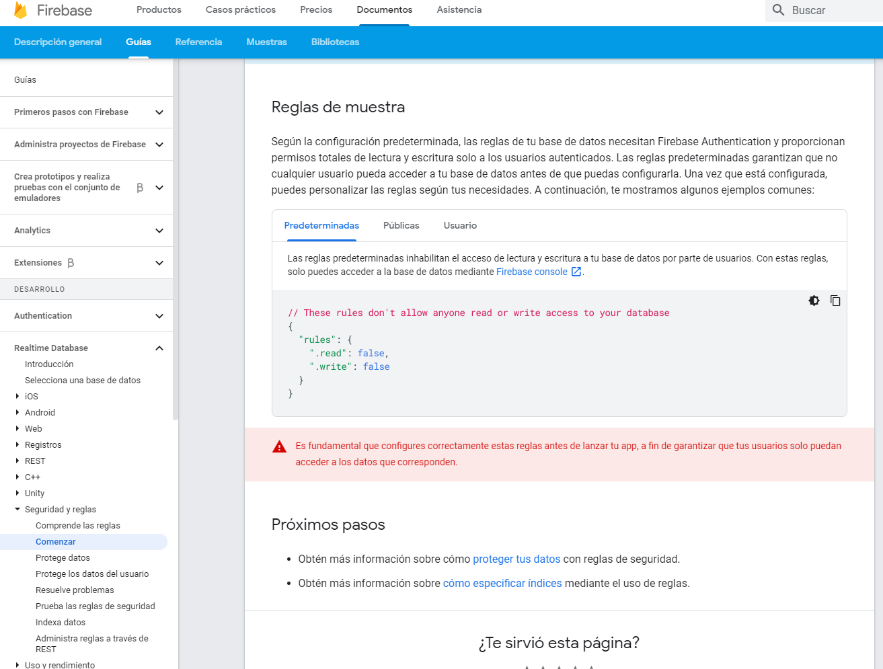 Firebase
Productos
Casos prácticos
Precios
Documentos
Asistencia
Buscar
Descripción general
Guías
Referencia
Muestras
Bibliotecas
Guías
Primeros pasos con Firebase
Administra proyectos de Firebase
Crea prototipos y realiza
pruebas con el conjunto de
emuladores
β
Analytics
Extensiones β
DESARROLLO
Authentication
Realtime Database
Introducción
Selecciona una base de datos
iOS
Android
Web
Registros
REST
C++
Unity
Seguridad y reglas
Comprende las reglas
Comenzar
Protege datos
Protege los datos del usuario
Resuelve problemas
Prueba las reglas de seguridad
Indexa datos
Administra reglas a través de
REST
Uso y rendimiento
Reglas de muestra
Según la configuración predeterminada, las reglas de tu base de datos necesitan Firebase Authentication y proporcionan
permisos totales de lectura y escritura solo a los usuarios autenticados. Las reglas predeterminadas garantizan que no
cualquier usuario pueda acceder a tu base de datos antes de que puedas configurarla. Una vez que está configurada,
puedes personalizar las reglas según tus necesidades. A continuación, te mostramos algunos ejemplos comunes:
Predeterminadas
Públicas
Usuario
Las reglas predeterminadas inhabilitan el acceso de lectura y escritura a tu base de datos por parte de usuarios. Con estas reglas,
solo puedes acceder a la base de datos mediante Firebase console.
// These rules don't allow anyone read or write access to your database
{
"rules": {
".read": false,
".write": false
}
}
Es fundamental que configures correctamente estas reglas antes de lanzar tu app, a fin de garantizar que tus usuarios solo puedan
acceder a los datos que corresponden.
Próximos pasos
• Obtén más información sobre cómo proteger tus datos con reglas de seguridad.
• Obtén más información sobre cómo especificar índices mediante el uso de reglas.
¿Te sirvió esta página?